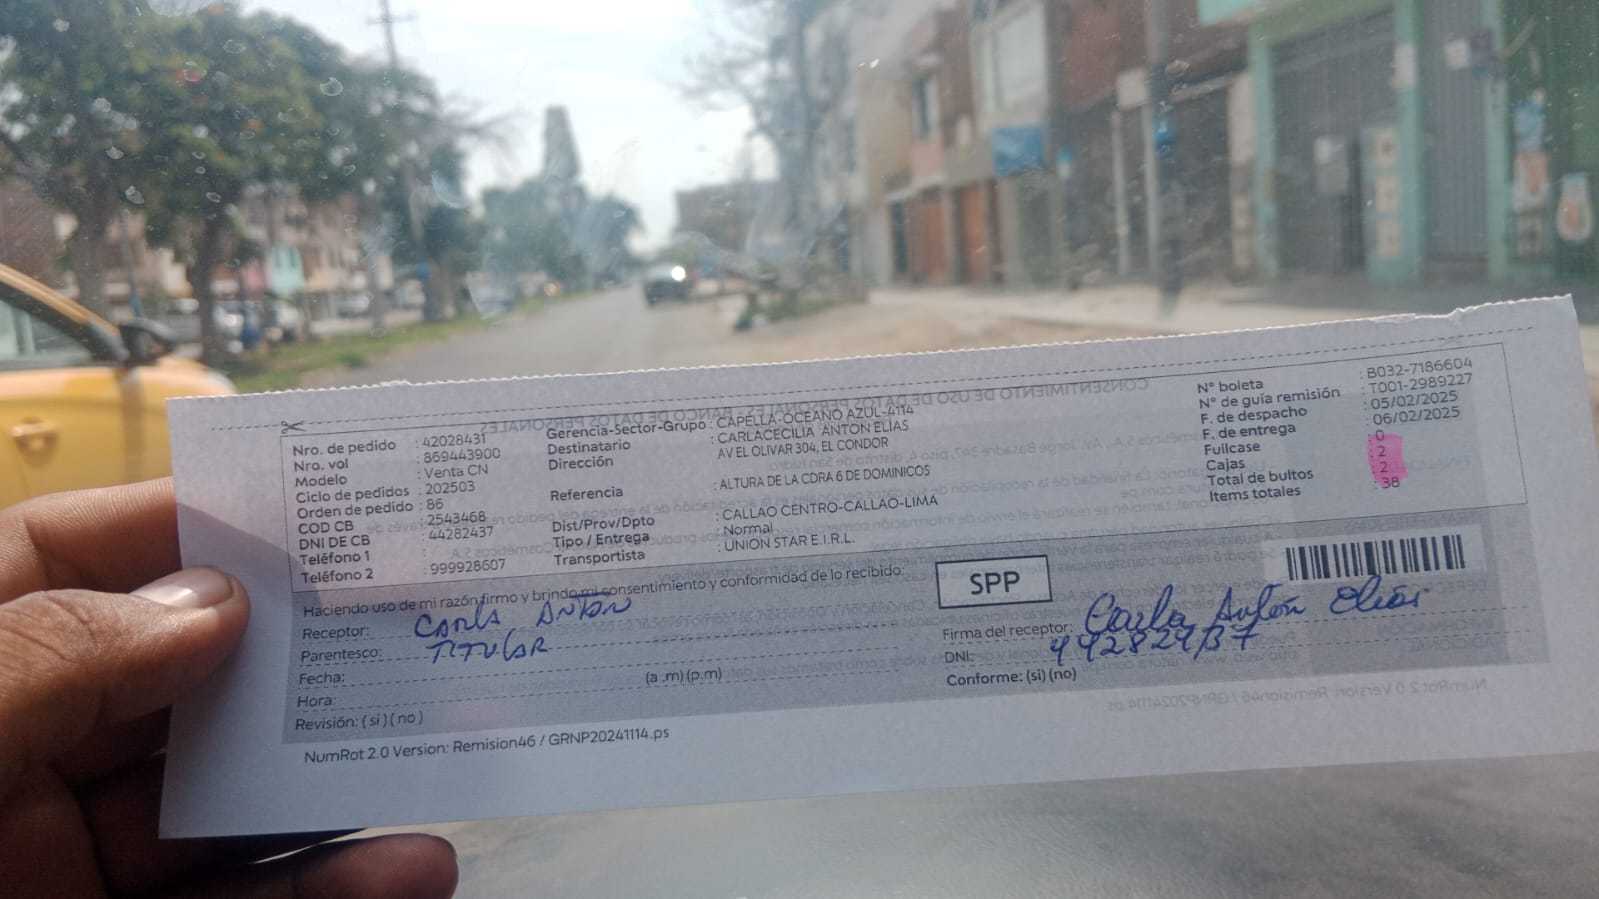 Nro. de pedido : 42028431
Nro. vol : 869443900
Modelo : Venta CN
Ciclo de pedidos : 202503
Orden de pedido : 86
COD CB : 2543468
DNI DE CB : 44282437
Teléfono 1 :
Teléfono 2 : 999928607
Gerencia-Sector-Grupo : CAPELLA-OCEANO AZUL-4114
Destinatario : CARLACECILIA ANTON ELIAS
Dirección : AV EL OLIVAR 304, EL CONDOR
Referencia : ALTURA DE LA CDRA 6 DE DOMINICOS
Dist/Prov/Dpto : CALLAO CENTRO-CALLAO-LIMA
Tipo / Entrega : Normal
Transportista : UNION STAR E.I.R.L.
N° boleta : B032-7186604
N° de guía remisión : T001-2989227
F. de despacho : 05/02/2025
F. de entrega : 06/02/2025
Fullcase : 0
Cajas : 2
Total de bultos : 2
Items totales : 38
Haciendo uso de mi razón firmo y brindo mi consentimiento y conformidad de lo recibido:
SPP
Receptor: CARLA ANTON
Parentesco: TITULAR
Fecha:
Hora: (a .m) (p.m)
Revisión: ( si ) ( no )
Firma del receptor: Carla Antón Elías
DNI:
Conforme: (si) (no)
NumRot 2.0 Version: Remision46 / GRNP20241114.ps